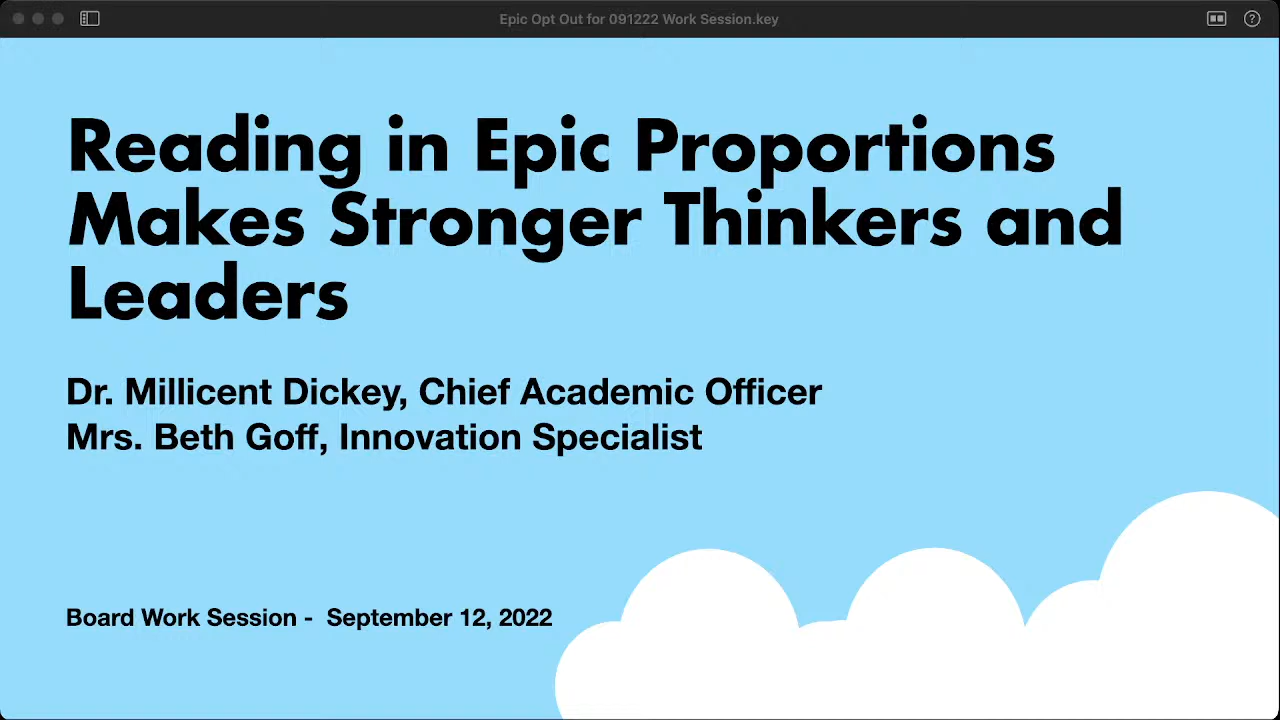 Epic Opt Out for 091222 Work Session.key
Reading in Epic Proportions
Makes Stronger Thinkers and
Leaders
Dr. Millicent Dickey, Chief Academic Officer
Mrs. Beth Goff, Innovation Specialist
Board Work Session - September 12, 2022